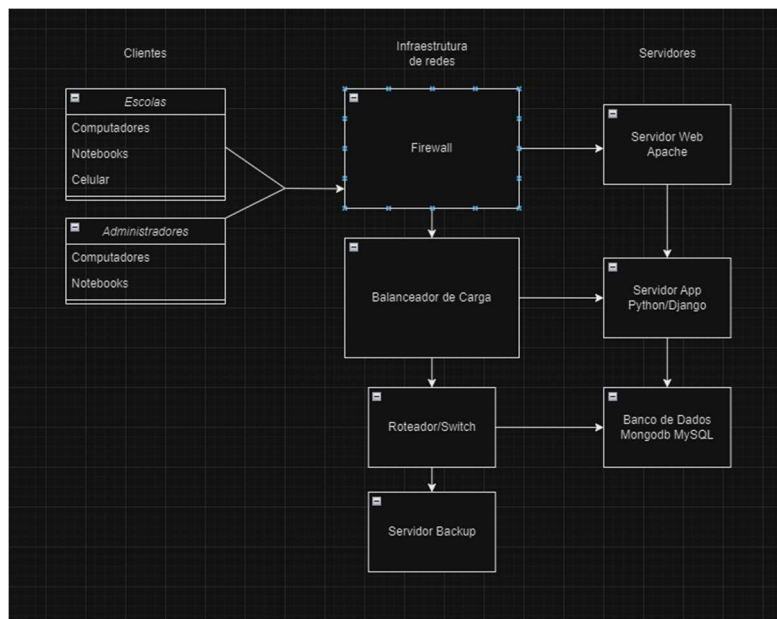 Clientes
Infraestrutura
de redes
Servidores
Escolas
Computadores
Notebooks
Celular
Administradores
Computadores
Notebooks
Firewall
Balanceador de Carga
Roteador/Switch
Servidor Backup
Servidor Web
Apache
Servidor App
Python/Django
Banco de Dados
Mongodb MySQL